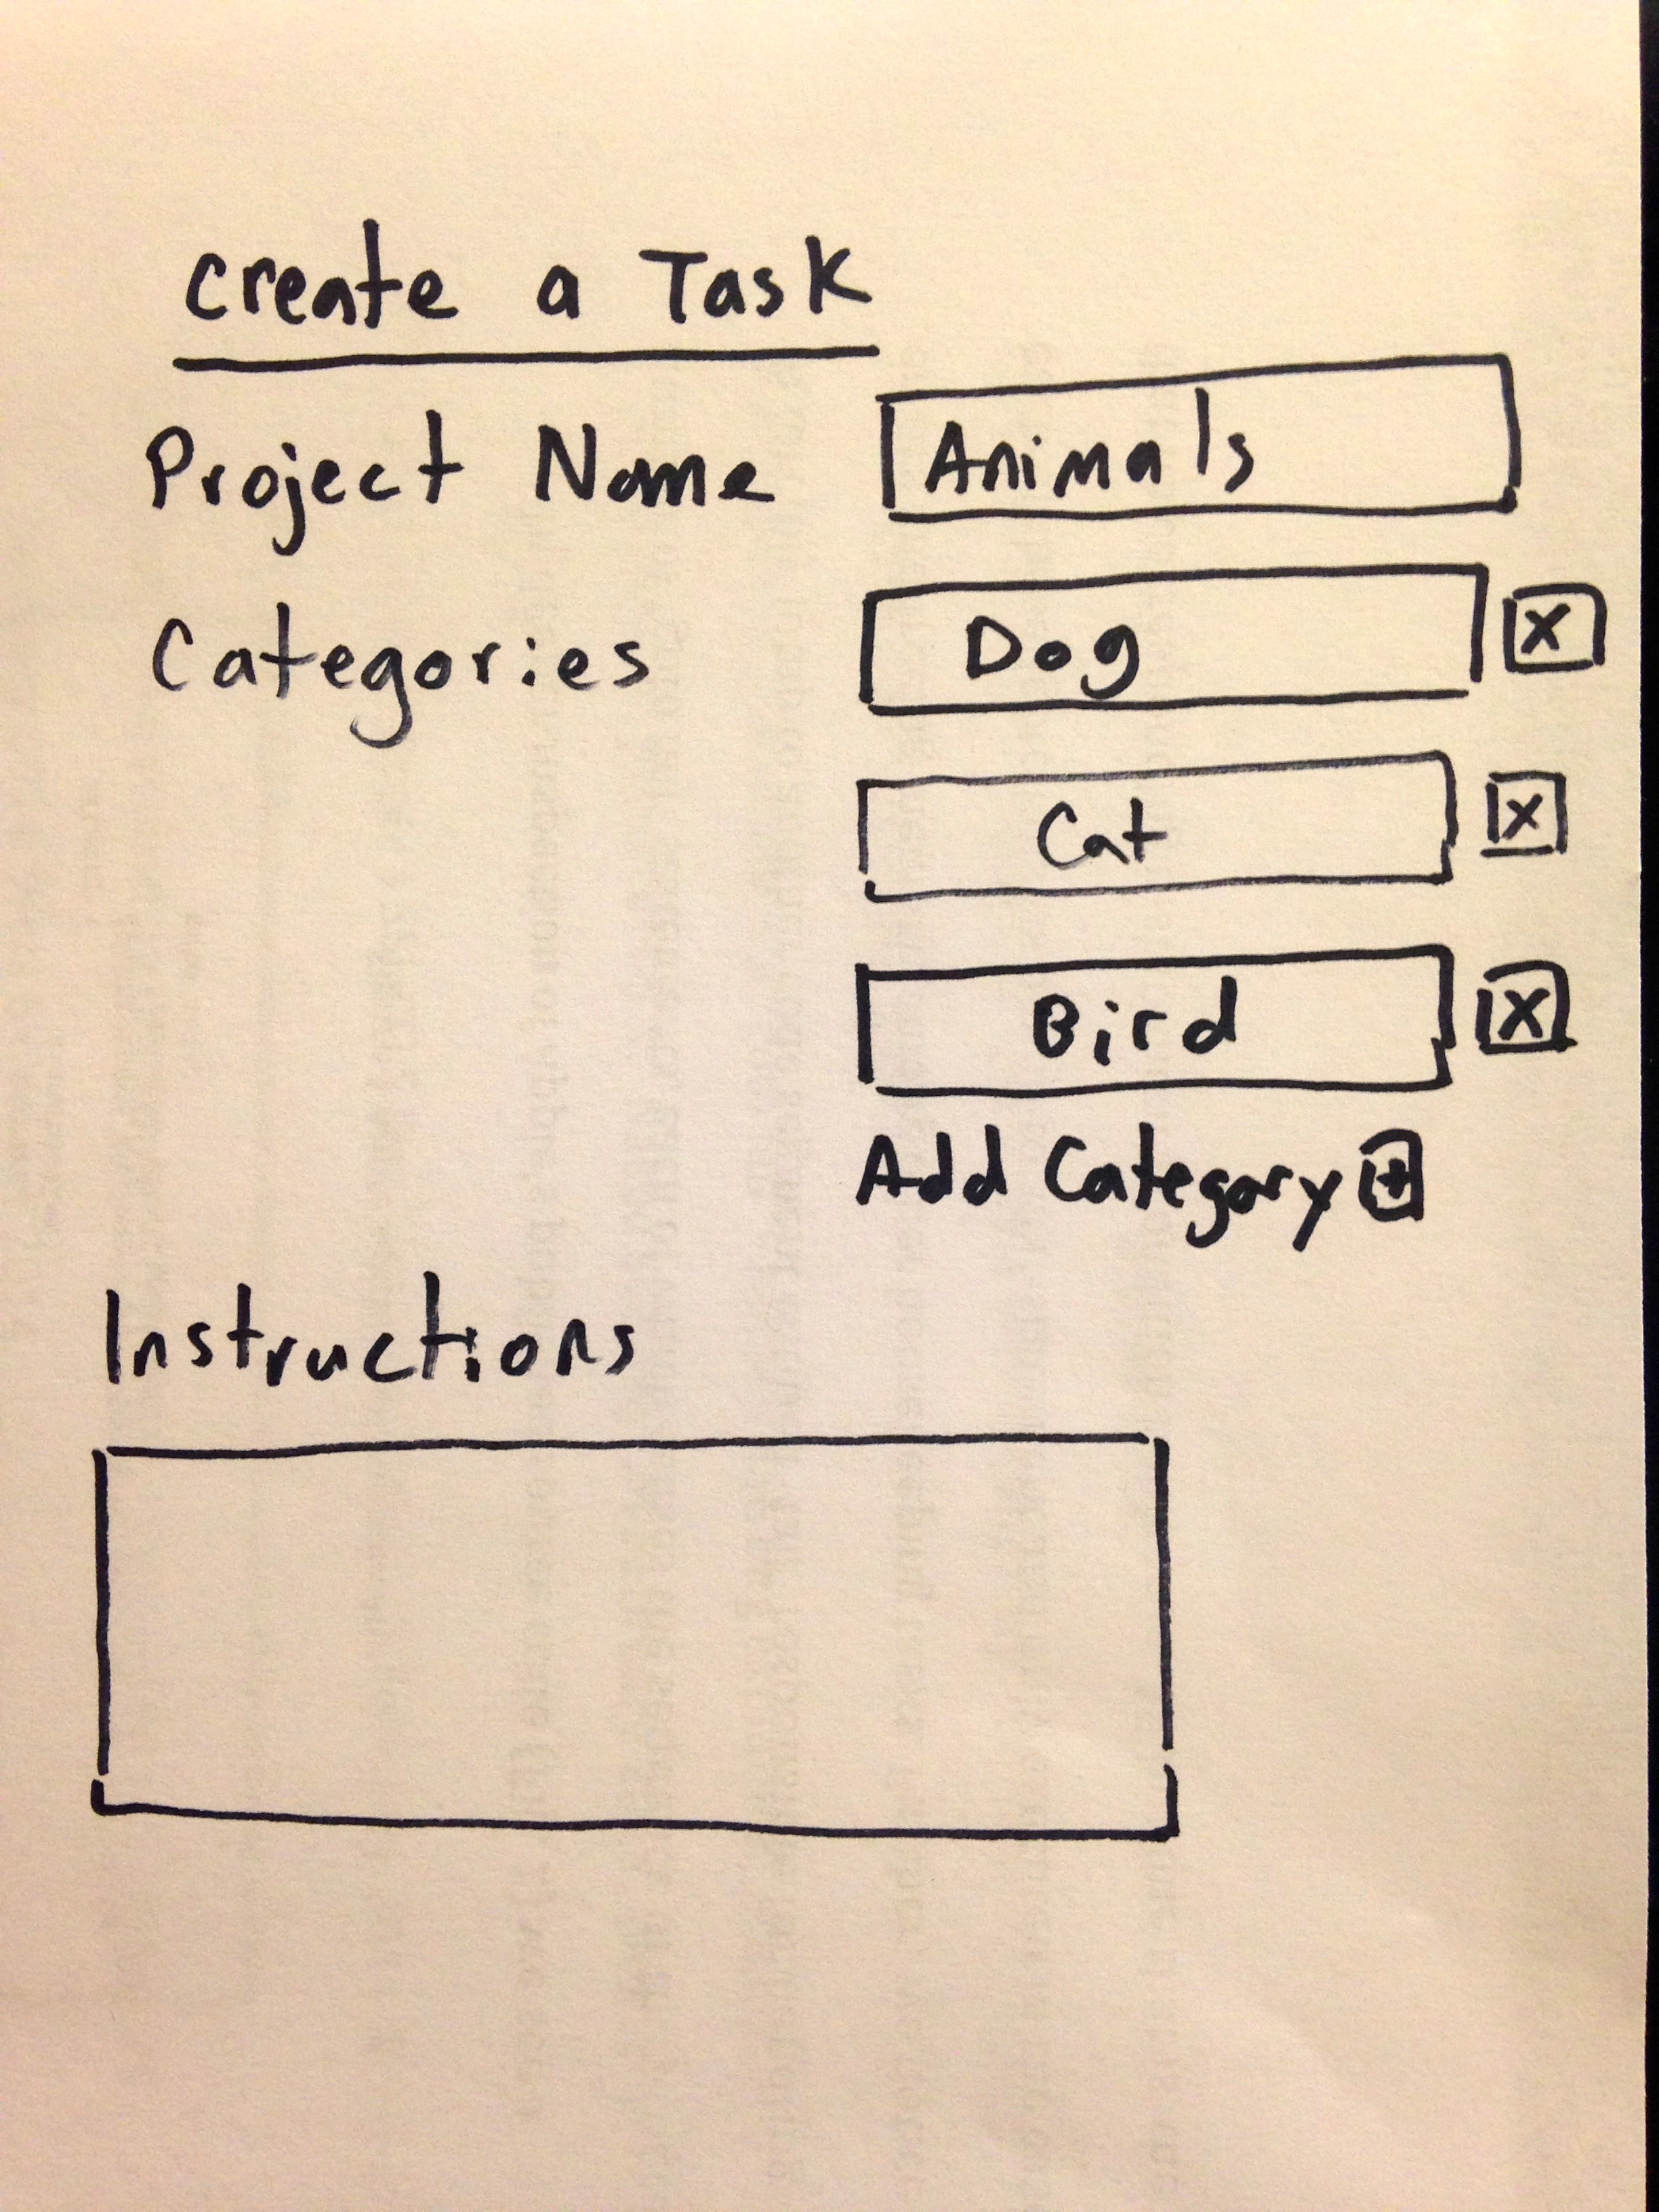 Create a Task
Project Name Animals
Categories Dog X
Cat X
Bird X
Add Category +
Instructions